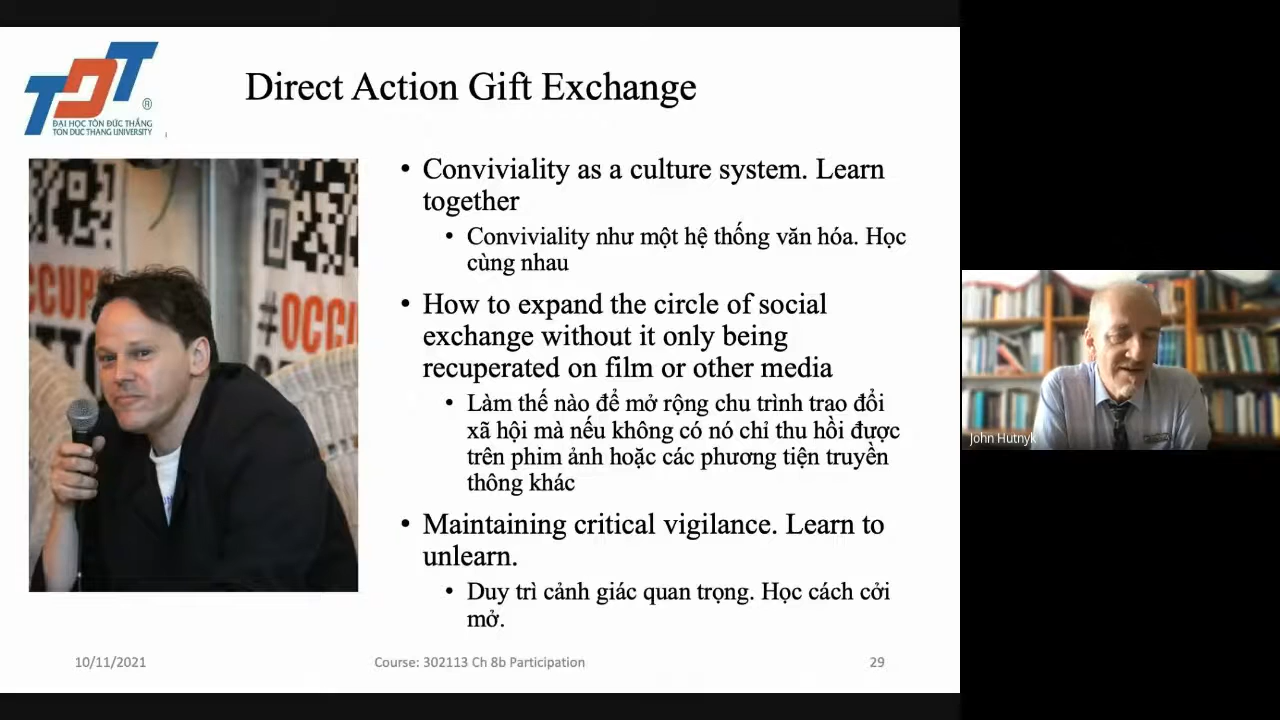 TDT
®
ĐẠI HỌC TÔN ĐỨC THẮNG
TON DUC THANG UNIVERSITY
Direct Action Gift Exchange
CCUP
#OCCU
• Conviviality as a culture system. Learn
together
• Conviviality như một hệ thống văn hóa. Học
cùng nhau
• How to expand the circle of social
exchange without it only being
recuperated on film or other media
• Làm thế nào để mở rộng chu trình trao đổi
xã hội mà nếu không có nó chỉ thu hồi được
trên phim ảnh hoặc các phương tiện truyền
thông khác
• Maintaining critical vigilance. Learn to
unlearn.
• Duy trì cảnh giác quan trọng. Học cách cởi
mở.
John Hutnyk
10/11/2021
Course: 302113 Ch 8b Participation
29